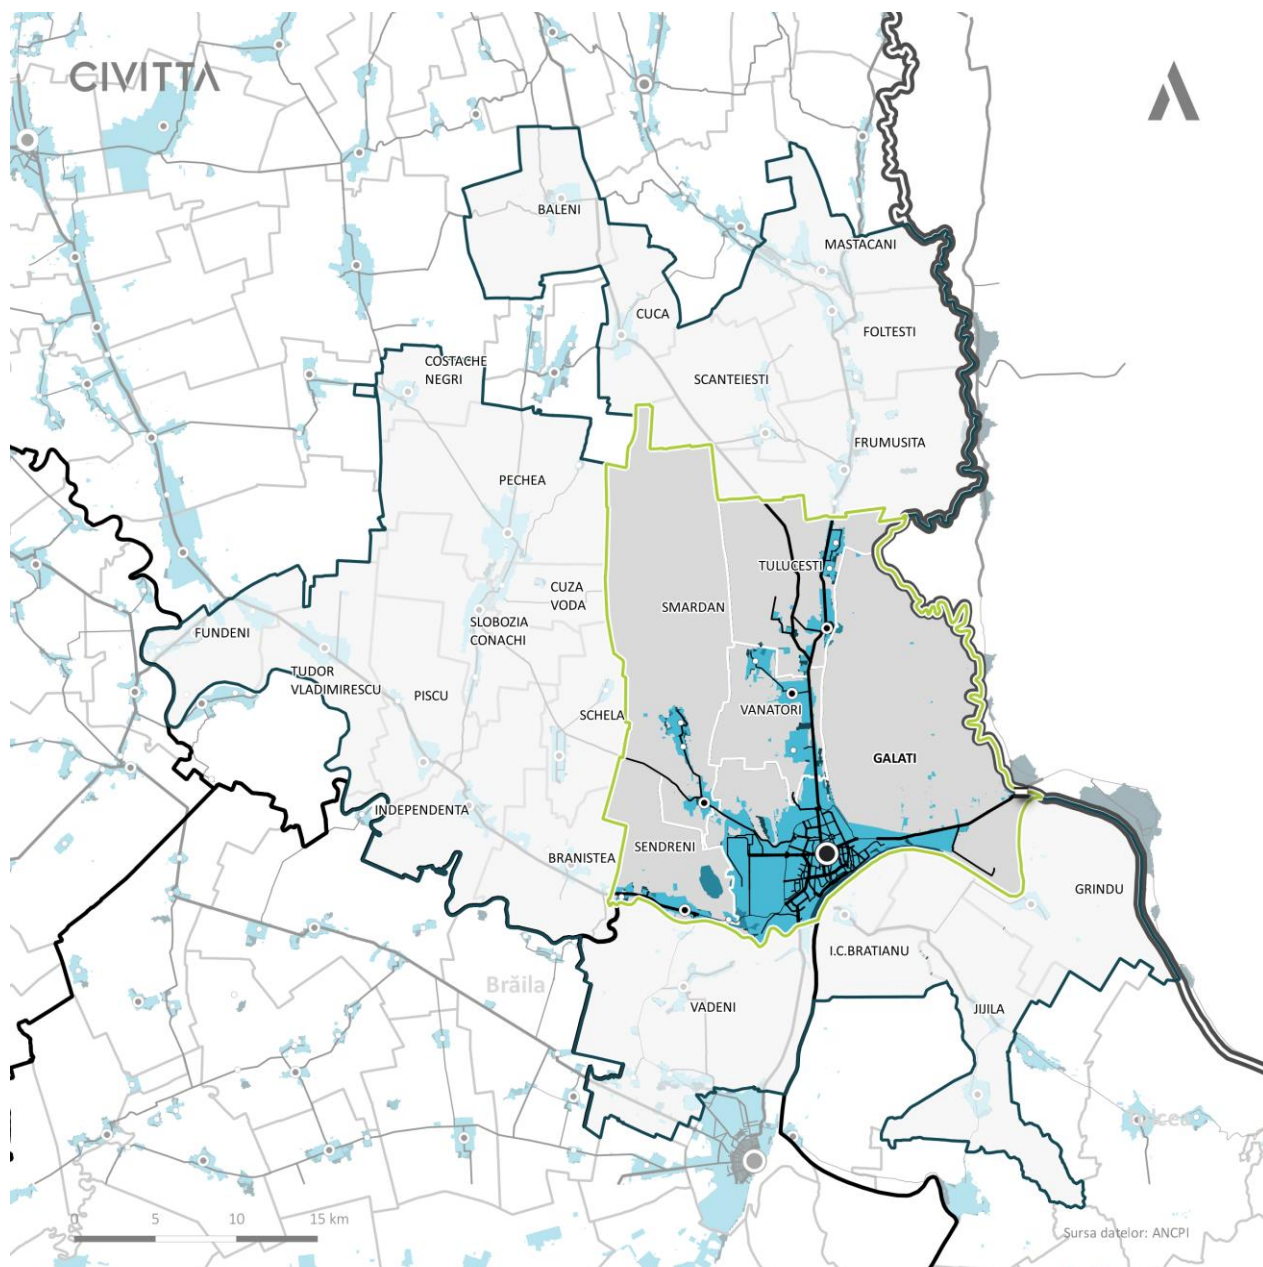 CIVITTA
BALENI
MASTACANI
CUCA
FOLTESTI
COSTACHE
NEGRI
SCANTEIESTI
FRUMUSITA
PECHEA
TULUCESTI
CUZA
VODA
SMARDAN
SLOBOZIA
CONACHI
FUNDENI
TUDOR
VLADIMIRESCU
PISCU
SCHELA
VANATORI
GALATI
INDEPENDENTA
SENDRENI
BRANISTEA
GRINDU
I.C.BRATIANU
Brăila
VADENI
JIJILA
0 5 10 15 km
Sursa datelor: ANCPI